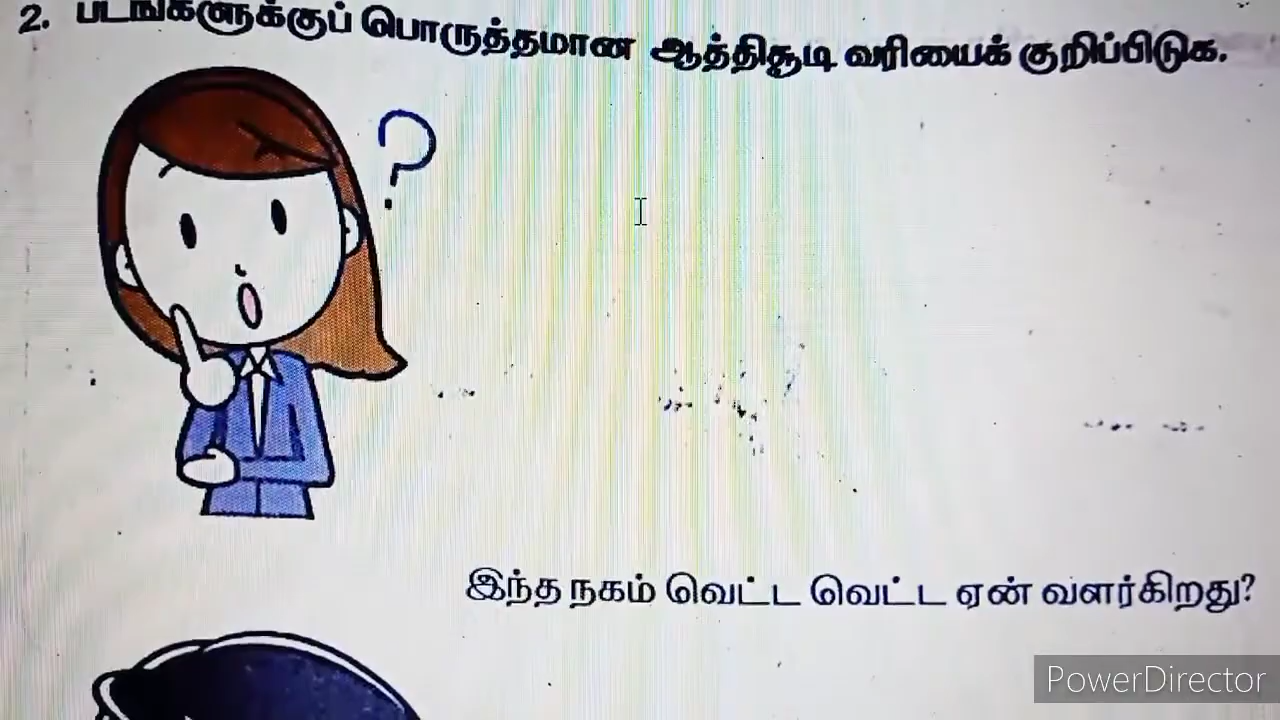 2. படங்களுக்குப் பொருத்தமான ஆத்திசூடி வரியைக் குறிப்பிடுக.
?
இந்த நகம் வெட்ட வெட்ட ஏன் வளர்கிறது?
PowerDirector